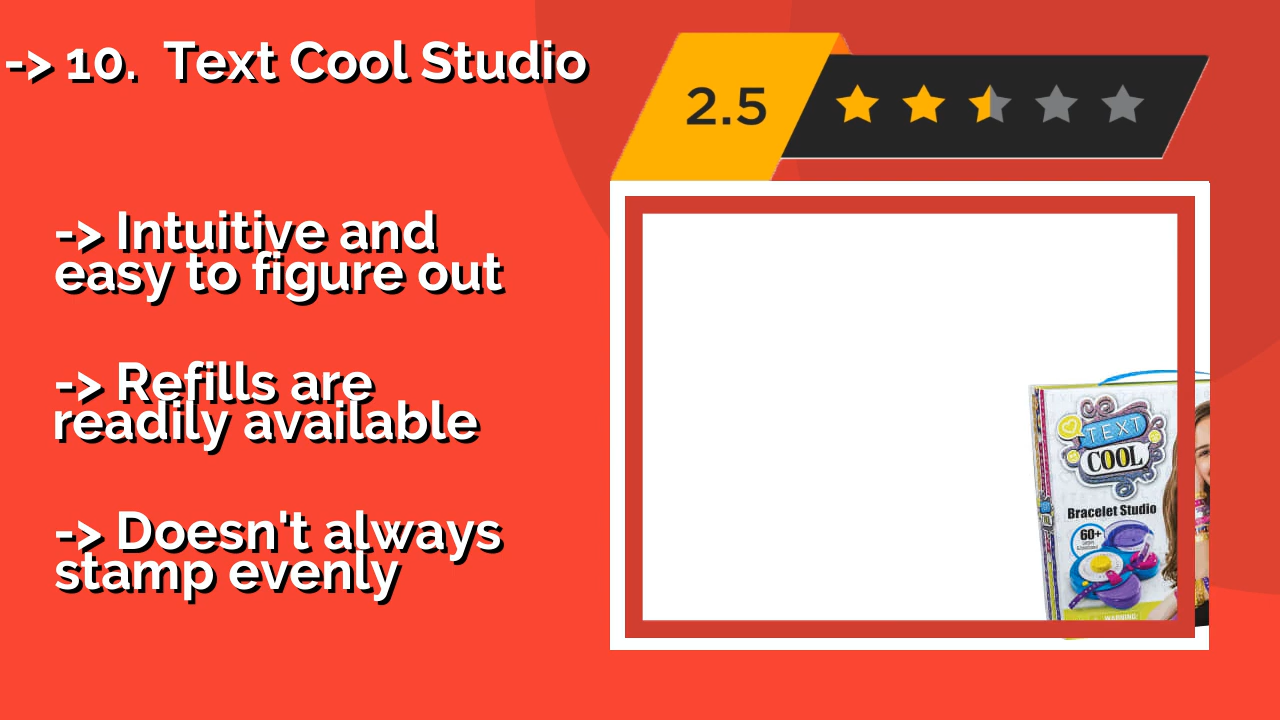 -> 10.  Text Cool Studio
2.5
-> Intuitive and
easy to figure out
-> Refills are
readily available
-> Doesn't always
stamp evenly
TEXT
COOL
Bracelet Studio
60+
WARNING